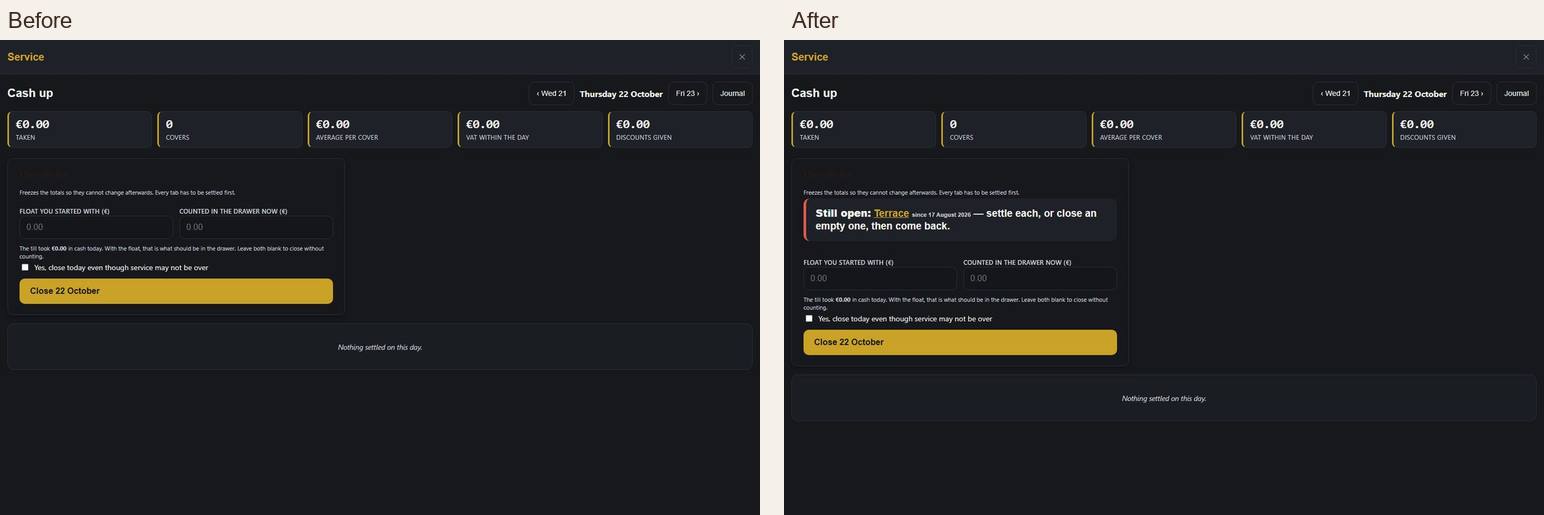 Before
Service
×
Cash up
‹ Wed 21
Thursday 22 October
Fri 23 ›
Journal
€0.00
TAKEN
0
COVERS
€0.00
AVERAGE PER COVER
€0.00
VAT WITHIN THE DAY
€0.00
DISCOUNTS GIVEN
Freezes the totals so they cannot change afterwards. Every tab has to be settled first.
FLOAT YOU STARTED WITH (€)
0.00
COUNTED IN THE DRAWER NOW (€)
0.00
The till took €0.00 in cash today. With the float, that is what should be in the drawer. Leave both blank to close without
counting.
Yes, close today even though service may not be over
Close 22 October
Nothing settled on this day.
After
Service
×
Cash up
‹ Wed 21
Thursday 22 October
Fri 23 ›
Journal
€0.00
TAKEN
0
COVERS
€0.00
AVERAGE PER COVER
€0.00
VAT WITHIN THE DAY
€0.00
DISCOUNTS GIVEN
Freezes the totals so they cannot change afterwards. Every tab has to be settled first.
Still open: Terrace since 17 August 2026 — settle each, or close an
empty one, then come back.
FLOAT YOU STARTED WITH (€)
0.00
COUNTED IN THE DRAWER NOW (€)
0.00
The till took €0.00 in cash today. With the float, that is what should be in the drawer. Leave both blank to close without
counting.
Yes, close today even though service may not be over
Close 22 October
Nothing settled on this day.